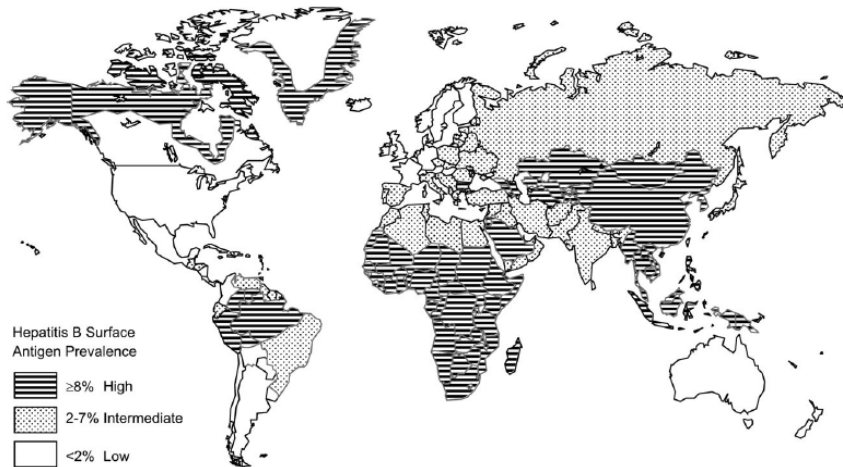 Hepatitis B Surface
Antigen Prevalence
≥8% High
2-7% Intermediate
<2% Low